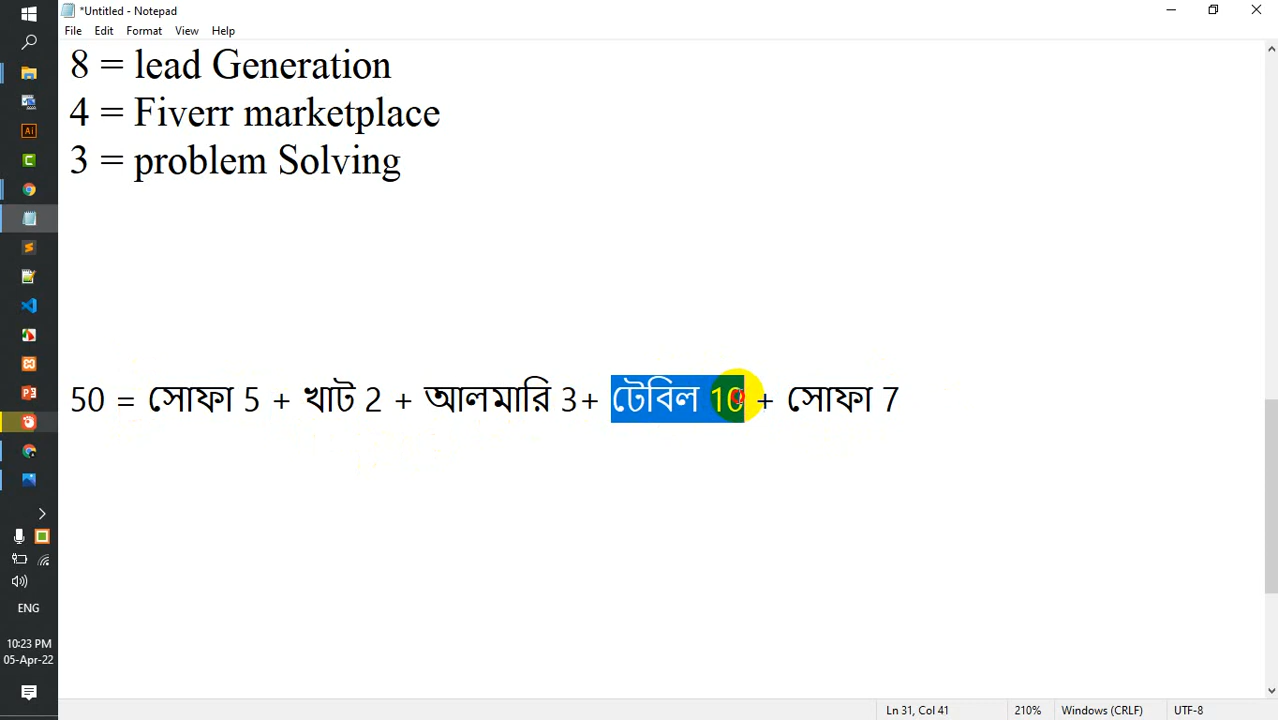 *Untitled - Notepad
File Edit Format View Help
8 = lead Generation
4 = Fiverr marketplace
3 = problem Solving
50 = সোফা 5 + খাট 2 + আলমারি 3+ টেবিল 10 + সোফা 7
ENG
10:23 PM
05-Apr-22
Ln 31, Col 41 210% Windows (CRLF) UTF-8